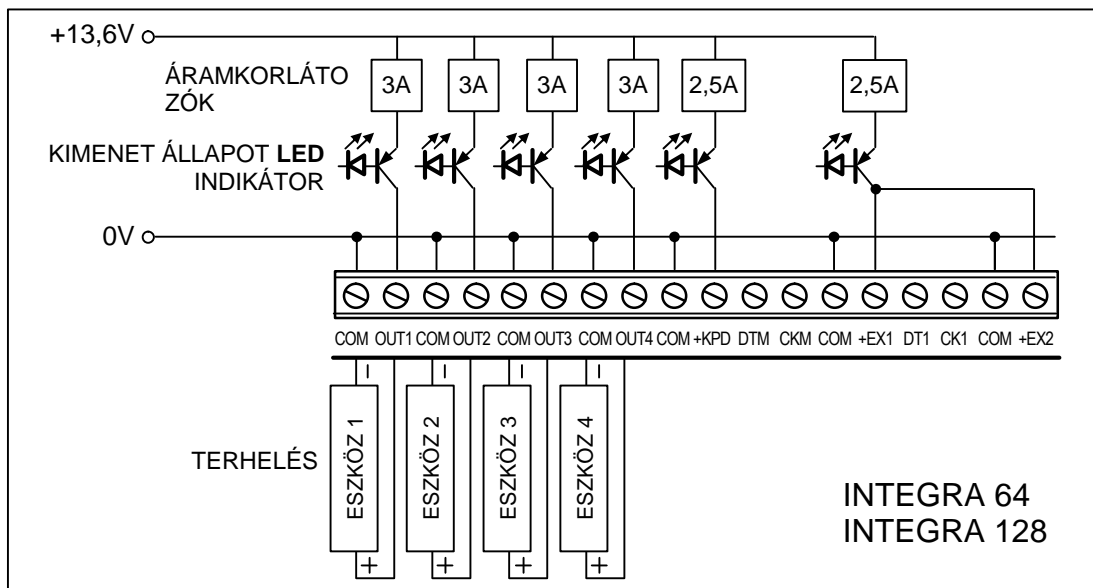 +13,6V
ÁRAMKORLÁTO
ZÓK
3A 3A 3A 3A 2,5A 2,5A
KIMENET ÁLLAPOT LED
INDIKÁTOR
0V
COM OUT1 COM OUT2 COM OUT3 COM OUT4 COM +KPD DTM CKM COM +EX1 DT1 CK1 COM +EX2
− − − −
TERHELÉS
ESZKÖZ 1
ESZKÖZ 2
ESZKÖZ 3
ESZKÖZ 4
+ + + +
INTEGRA 64
INTEGRA 128